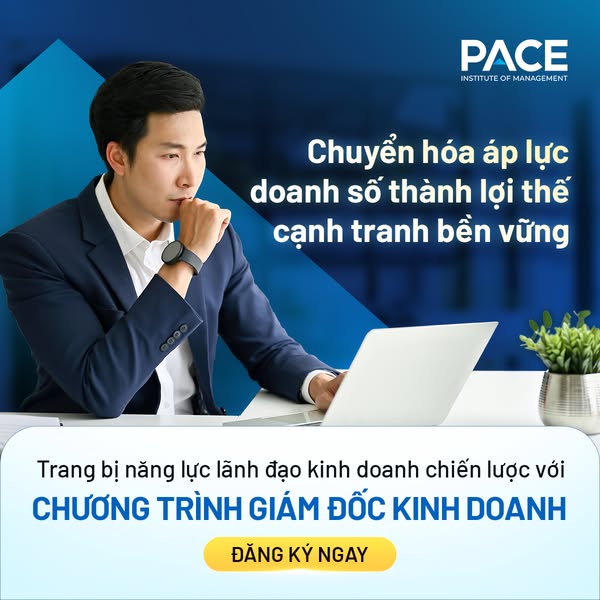 PACE
INSTITUTE OF MANAGEMENT
Chuyển hóa áp lực
doanh số thành lợi thế
cạnh tranh bền vững
Trang bị năng lực lãnh đạo kinh doanh chiến lược với
CHƯƠNG TRÌNH GIÁM ĐỐC KINH DOANH
ĐĂNG KÝ NGAY